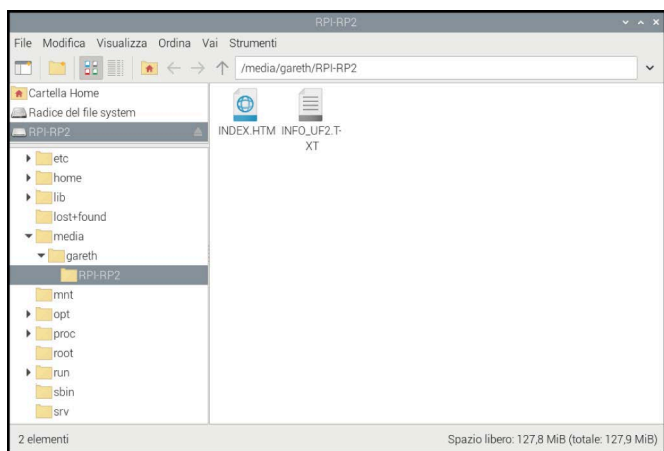 RPI-RP2
File Modifica Visualizza Ordina Vai Strumenti
/media/gareth/RPI-RP2
Cartella Home
Radice del file system
RPI-RP2
etc
home
lib
lost+found
media
gareth
RPI-RP2
mnt
opt
proc
root
run
sbin
srv
INDEX.HTM INFO_UF2.T-
XT
2 elementi
Spazio libero: 127,8 MiB (totale: 127,9 MiB)